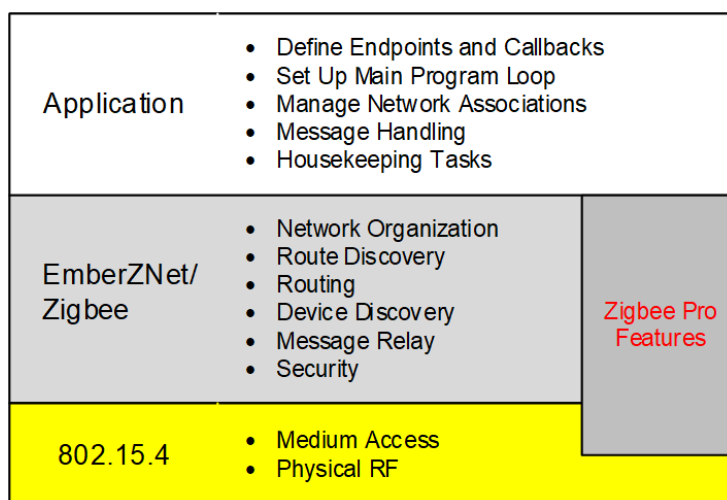 Application
• Define Endpoints and Callbacks
• Set Up Main Program Loop
• Manage Network Associations
• Message Handling
• Housekeeping Tasks
EmberZNet/
Zigbee
• Network Organization
• Route Discovery
• Routing
• Device Discovery
• Message Relay
• Security
Zigbee Pro
Features
802.15.4
• Medium Access
• Physical RF